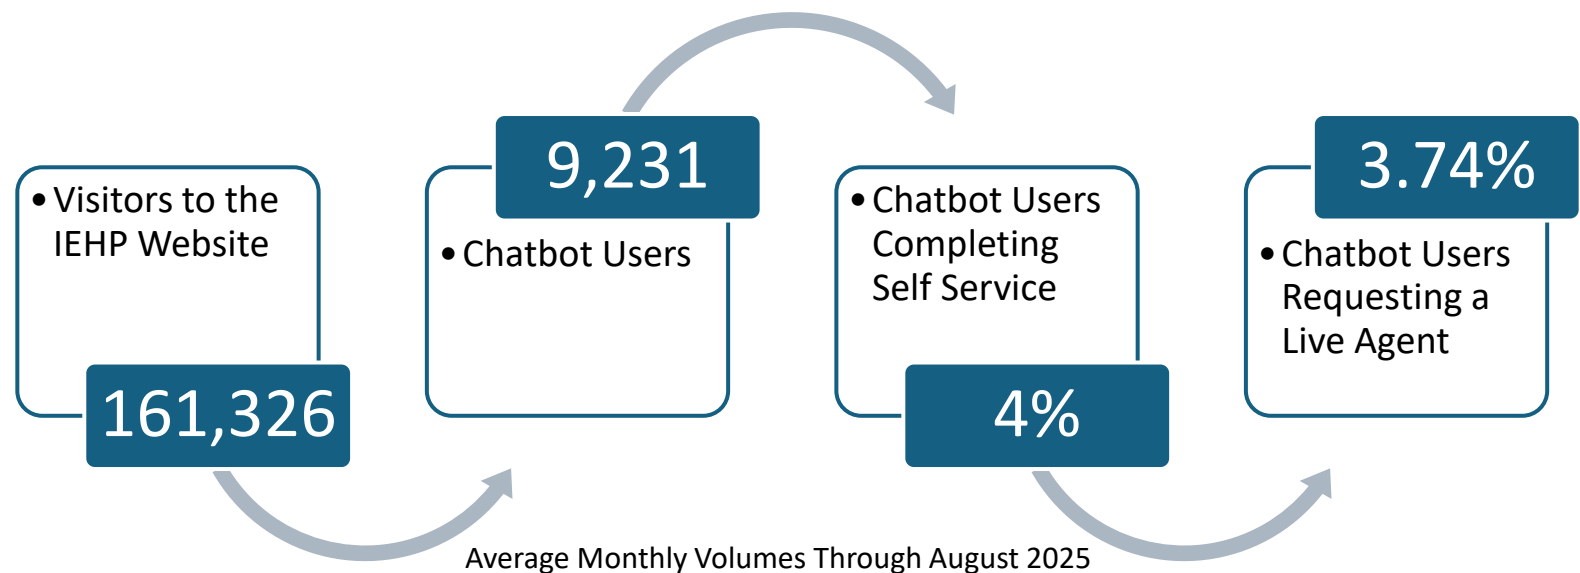 • Visitors to the
IEHP Website
161,326
9,231
• Chatbot Users
• Chatbot Users
Completing
Self Service
4%
3.74%
• Chatbot Users
Requesting a
Live Agent
Average Monthly Volumes Through August 2025